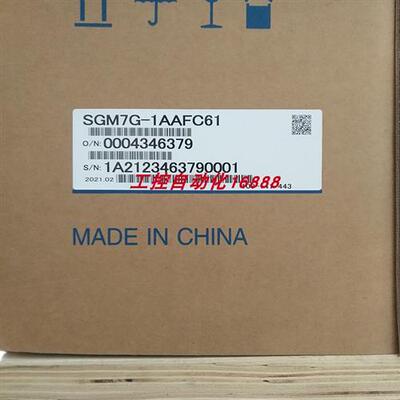 SGM7G-1AAFC61
O/N: 0004346379
S/N: 1A2123463790001
2021.02
工控自动化16888
443
MADE IN CHINA